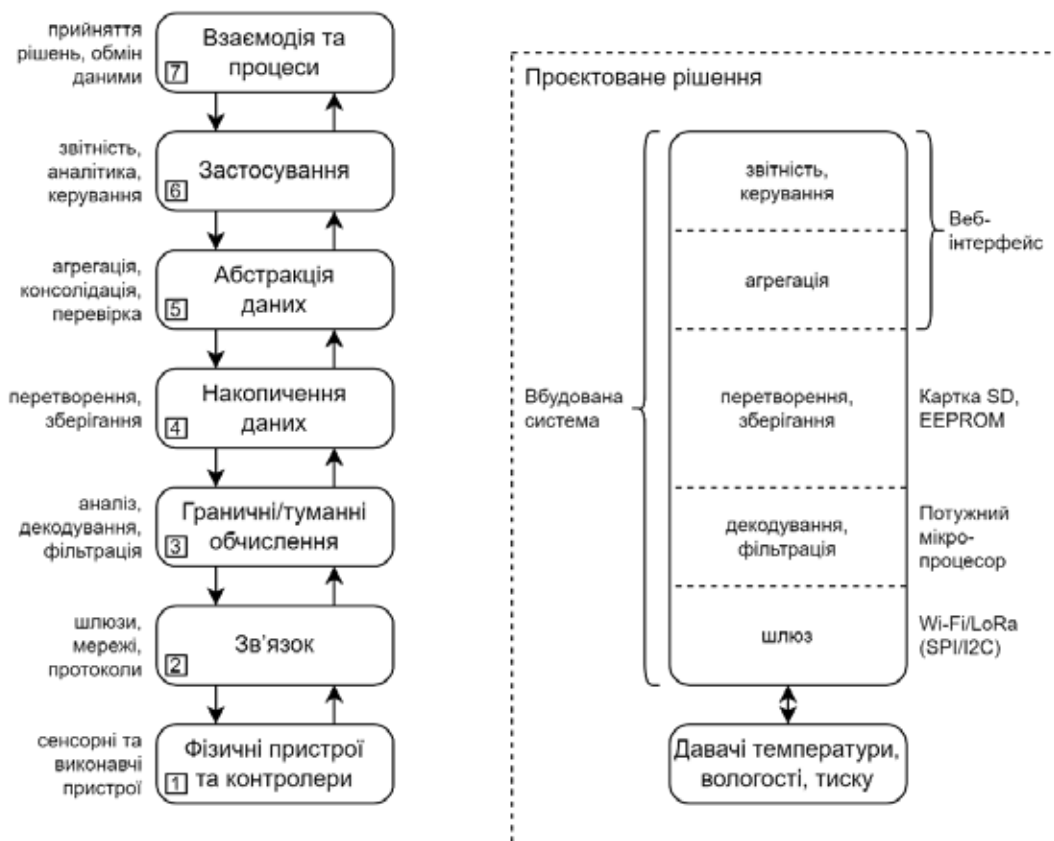 прийняття
рішень, обмін
даними
Взаємодія та
процеси
7
звітність,
аналітика,
керування
Застосування
6
агрегація,
консолідація,
перевірка
Абстракція
даних
5
перетворення,
зберігання
Накопичення
даних
4
аналіз,
декодування,
фільтрація
Граничні/туманні
обчислення
3
шлюзи,
мережі,
протоколи
Зв'язок
2
сенсорні та
виконавчі
пристрої
Фізичні пристрої
та контролери
1
Проєктоване рішення
Вбудована
система
звітність,
керування
агрегація
Веб-
інтерфейс
перетворення,
зберігання
Картка SD,
EEPROM
декодування,
фільтрація
Потужний
мікро-
процесор
шлюз
Wi-Fi/LoRa
(SPI/I2C)
Давачі температури,
вологості, тиску